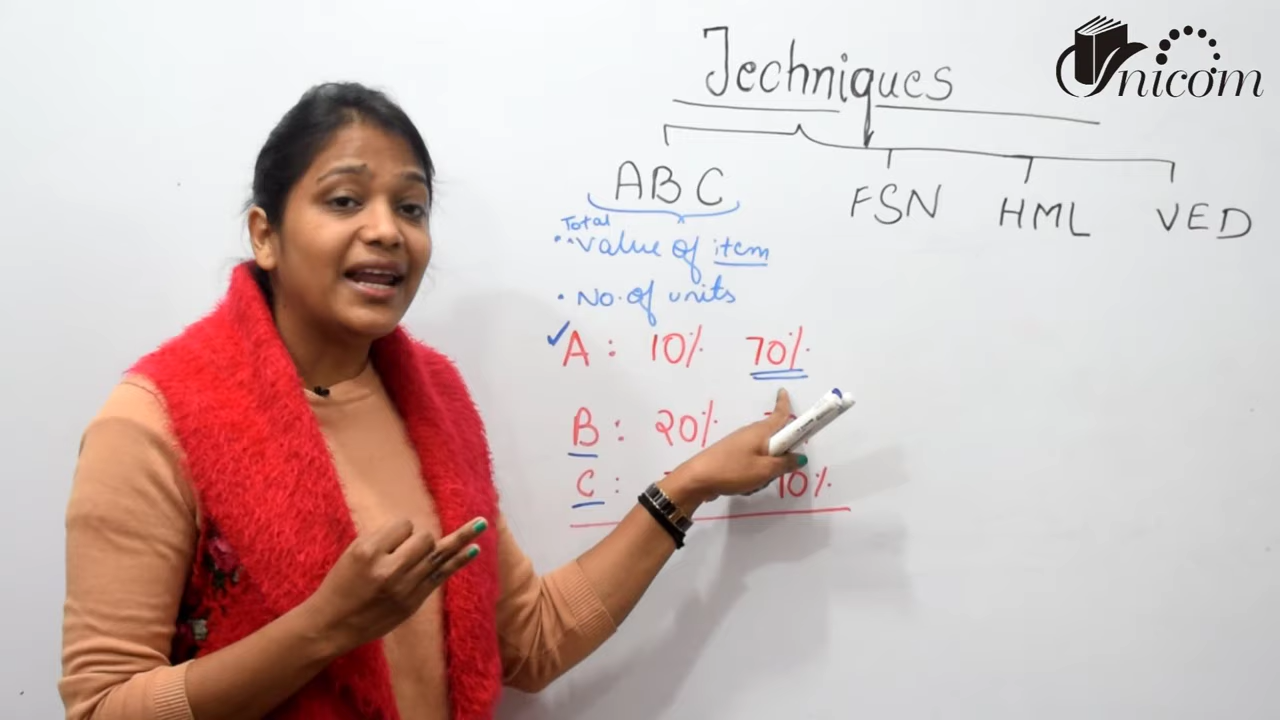 Techniques
Unicom
ABC FSN HML VED
Total
Value of item
No. of units
A : 10% 70%
B : 20%
C : 10%